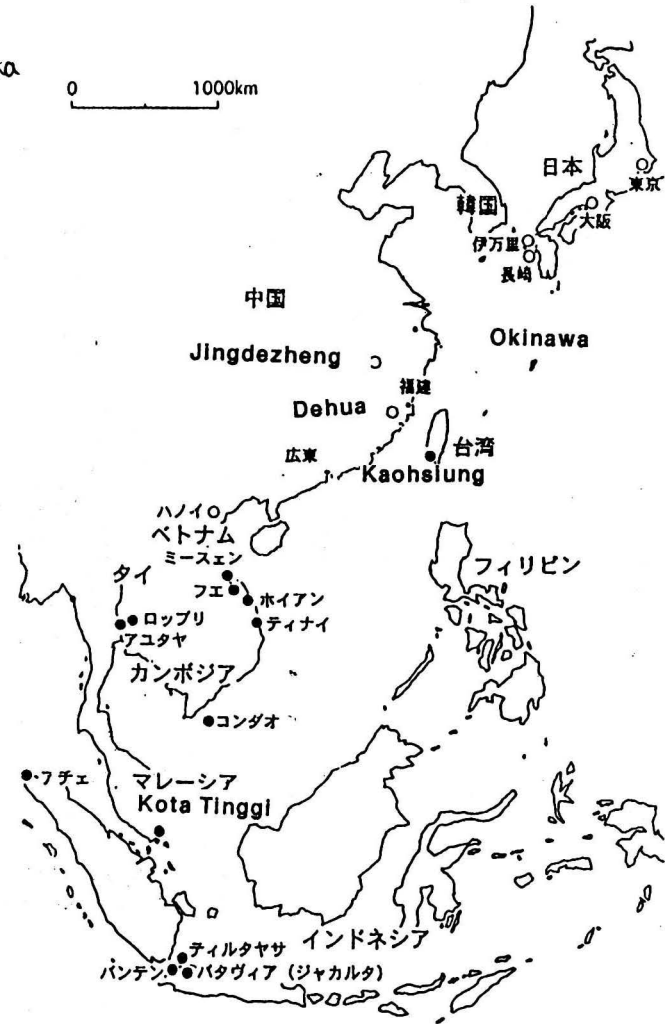 0 1000km
日本
東京
大阪
韓国
伊万里
長崎
中国
Okinawa
Jingdezheng
福建
Dehua
台湾
広東
Kaohsiung
ハノイ
ベトナム
ミースェン
フィリピン
タイ
フエ
ホイアン
ロップリ
ティナイ
アユタヤ
カンボジア
コンダオ
アチェ
マレーシア
Kota Tinggi
インドネシア
ティルタヤサ
バンテン
バタヴィア（ジャカルタ）